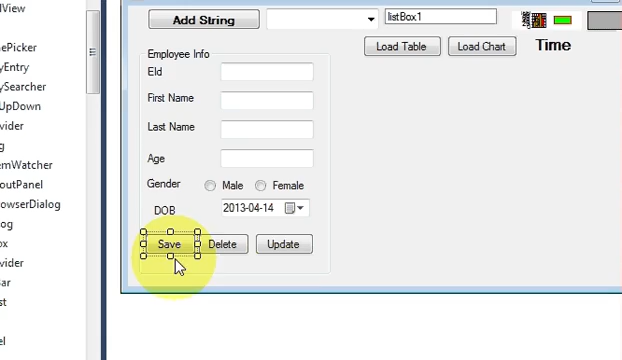 lView
Add String
listBox1
ePicker
Load Table
Load Chart
Time
yEntry
Employee Info
ySearcher
EId
UpDown
First Name
vider
Last Name
g
Age
emWatcher
Gender
Male
Female
outPanel
DOB
2013-04-14
owserDialog
og
ox
Save
Delete
Update
vider
Bar
st
el